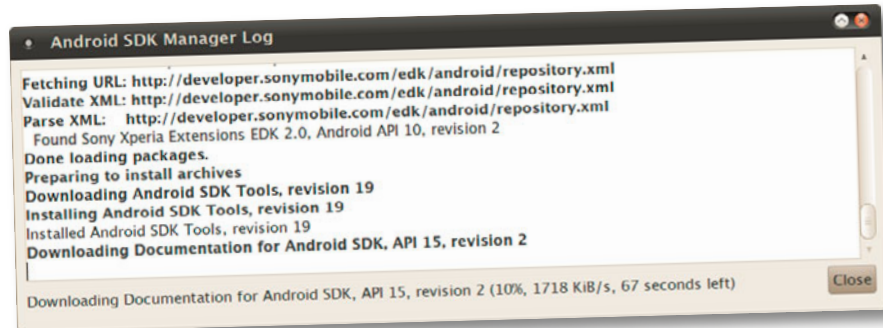 Android SDK Manager Log
Fetching URL: http://developer.sonymobile.com/edk/android/repository.xml
Validate XML: http://developer.sonymobile.com/edk/android/repository.xml
Parse XML: http://developer.sonymobile.com/edk/android/repository.xml
Found Sony Xperia Extensions EDK 2.0, Android API 10, revision 2
Done loading packages.
Preparing to install archives
Downloading Android SDK Tools, revision 19
Installing Android SDK Tools, revision 19
Installed Android SDK Tools, revision 19
Downloading Documentation for Android SDK, API 15, revision 2
Downloading Documentation for Android SDK, API 15, revision 2 (10%, 1718 KiB/s, 67 seconds left)
Close